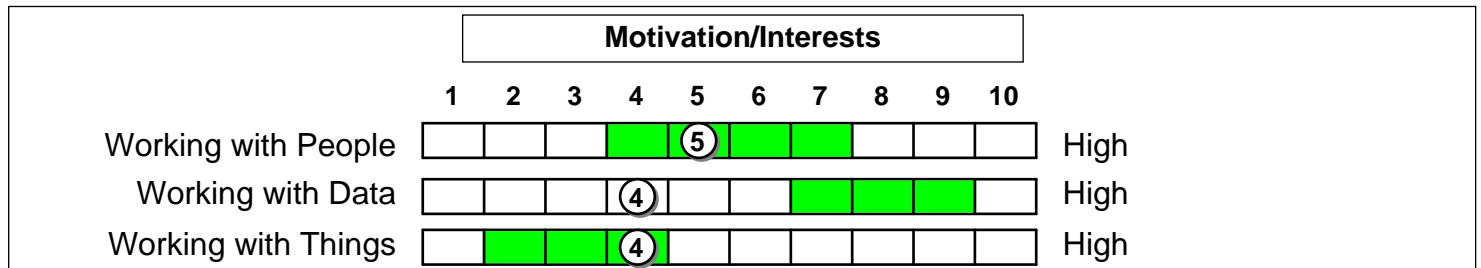 Motivation/Interests
1 2 3 4 5 6 7 8 9 10
Working with People 5 High
Working with Data 4 High
Working with Things 4 High